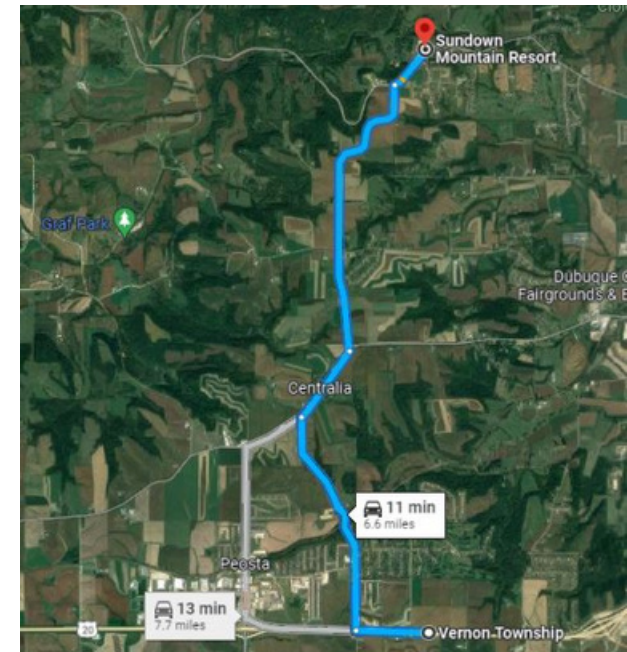 Sundown
Mountain Resort
Graf Park
Dubuque C
Fairgrounds & E
Centralia
11 min
6.6 miles
Peosta
13 min
7.7 miles
20
Vernon Township